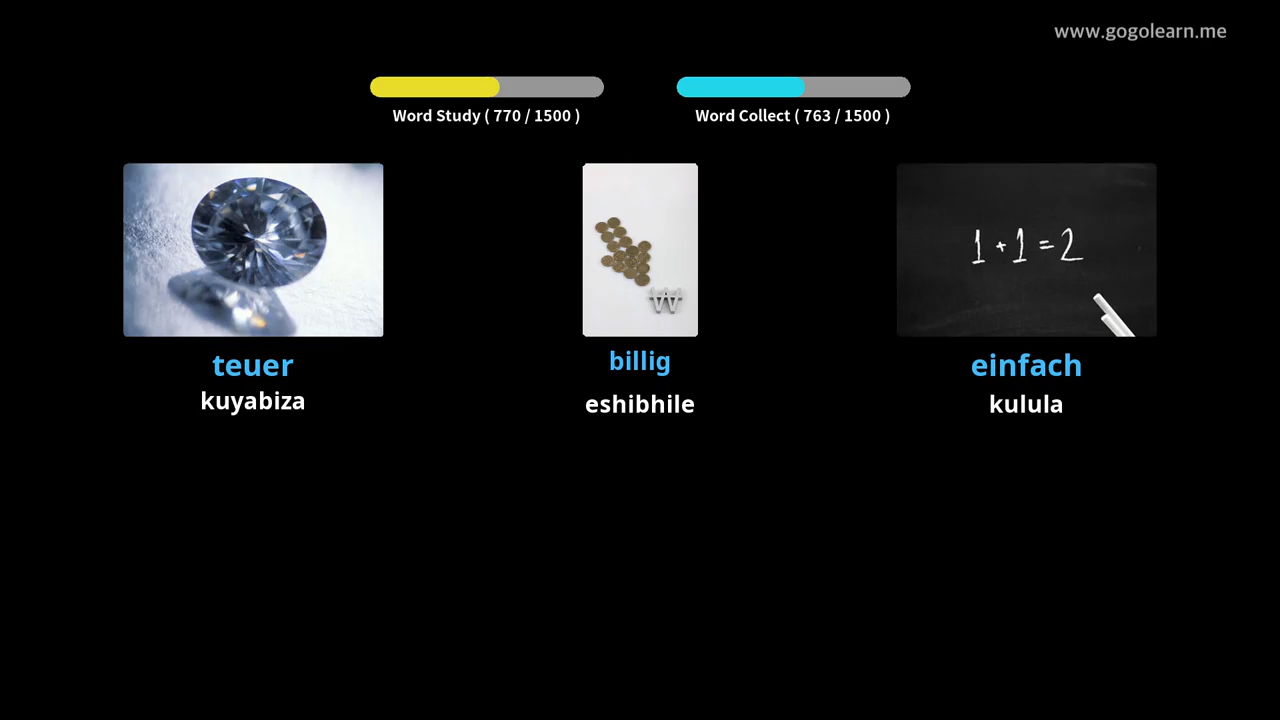 www.gogolearn.me
Word Study ( 770 / 1500 )
Word Collect ( 763 / 1500 )
1 + 1 = 2
₩
teuer
billig
einfach
kuyabiza
eshibhile
kulula